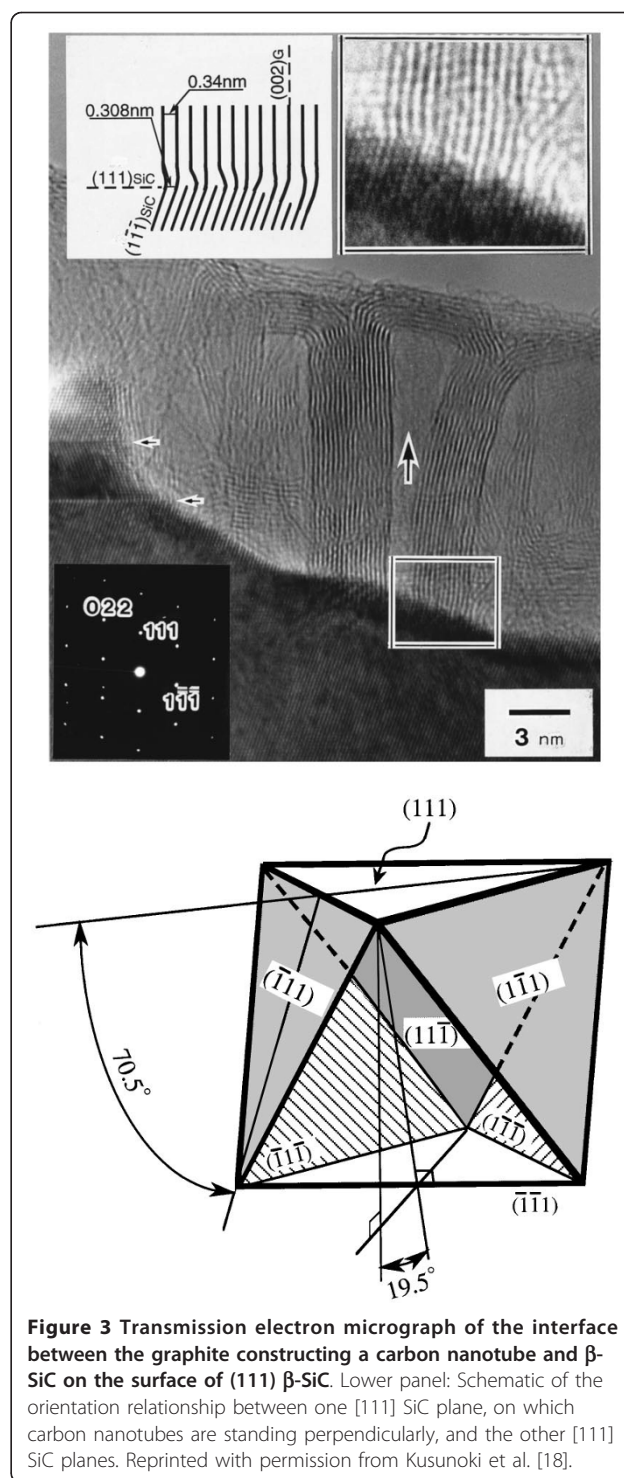 (002)G
0.34nm
0.308nm
(111)SiC
(11̄1̄)SiC
022
111
11̄1̄
3 nm
(111)
(1̄11)
(11̄1)
(111̄)
70.5°
(1̄11̄)
(11̄1̄)
(1̄1̄1)
19.5°
Figure 3 Transmission electron micrograph of the interface
between the graphite constructing a carbon nanotube and β-
SiC on the surface of (111) β-SiC. Lower panel: Schematic of the
orientation relationship between one [111] SiC plane, on which
carbon nanotubes are standing perpendicularly, and the other [111]
SiC planes. Reprinted with permission from Kusunoki et al. [18].